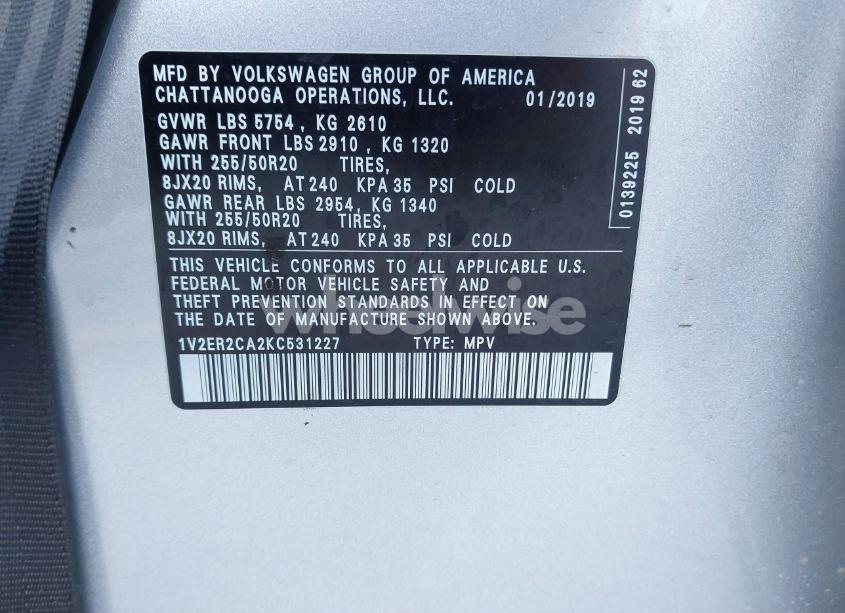 MFD BY VOLKSWAGEN GROUP OF AMERICA
CHATTANOOGA OPERATIONS, LLC. 01/2019
GVWR LBS 5754 , KG 2610
GAWR FRONT LBS 2910 , KG 1320
WITH 255/50R20 TIRES,
8JX20 RIMS, AT 240 KPA 35 PSI COLD
GAWR REAR LBS 2954, KG 1340
WITH 255/50R20 TIRES,
8JX20 RIMS, AT 240 KPA 35 PSI COLD
THIS VEHICLE CONFORMS TO ALL APPLICABLE U.S.
FEDERAL MOTOR VEHICLE SAFETY AND
THEFT PREVENTION STANDARDS IN EFFECT ON
THE DATE OF MANUFACTURE SHOWN ABOVE.
1V2ER2CA2KC531227 TYPE: MPV
0139225 2019 62
wheelwise